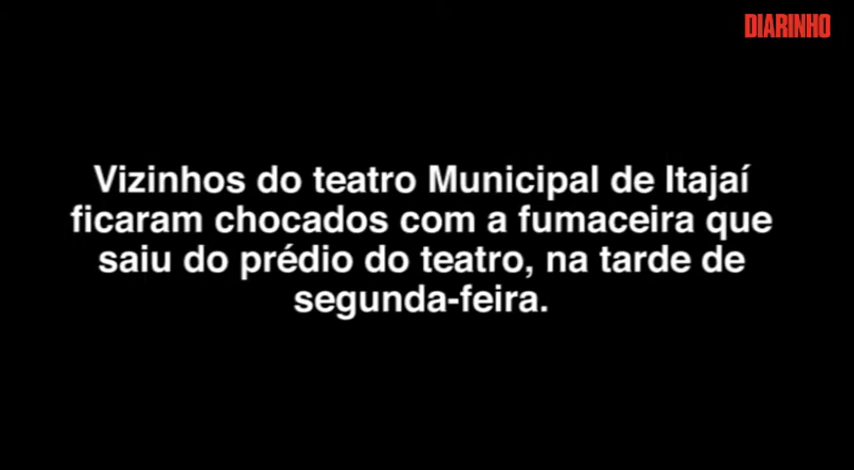 DIARINHO
Vizinhos do teatro Municipal de Itajaí
ficaram chocados com a fumaceira que
saiu do prédio do teatro, na tarde de
segunda-feira.